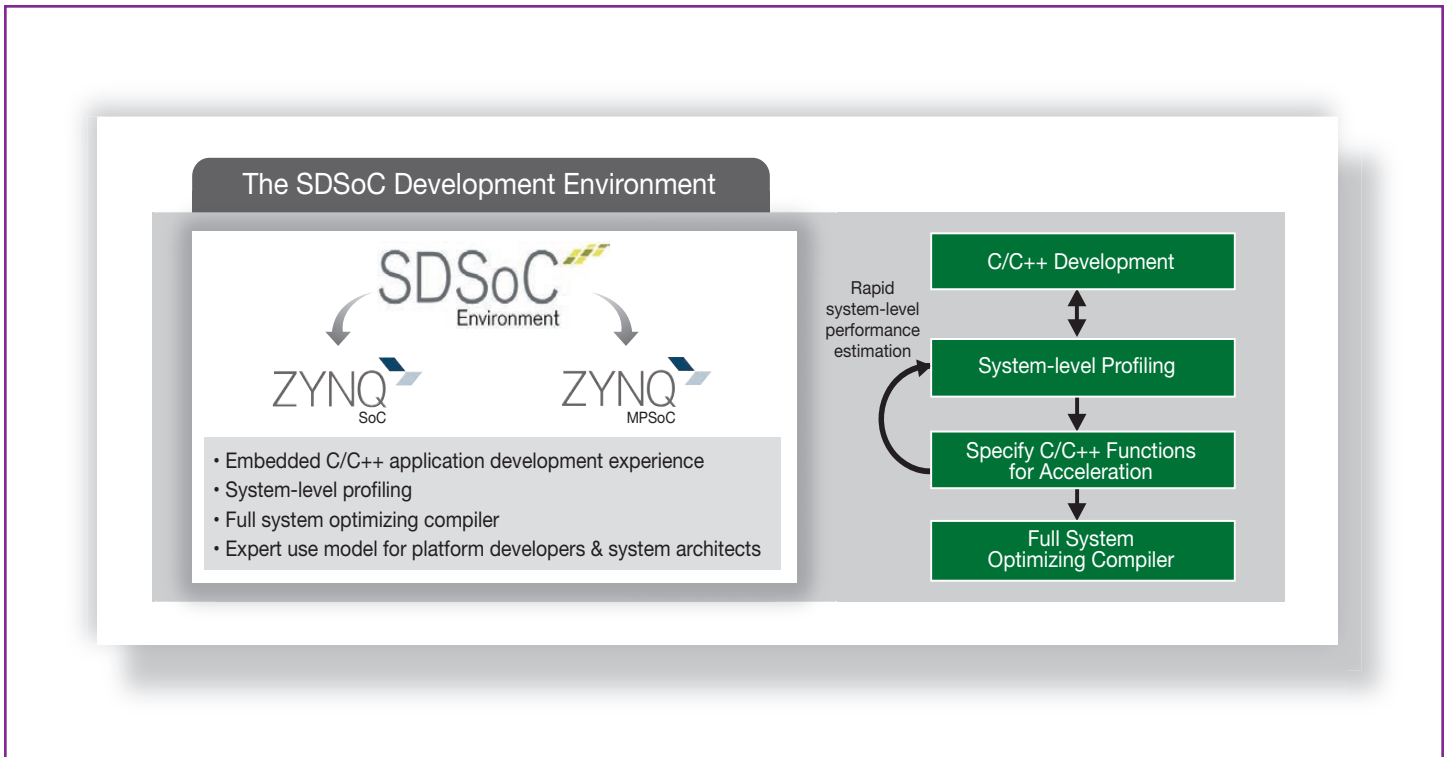 The SDSoC Development Environment
SDSoC
Environment
ZYNQ
SoC
ZYNQ
MPSoC
• Embedded C/C++ application development experience
• System-level profiling
• Full system optimizing compiler
• Expert use model for platform developers & system architects
C/C++ Development
Rapid
system-level
performance
estimation
System-level Profiling
Specify C/C++ Functions
for Acceleration
Full System
Optimizing Compiler